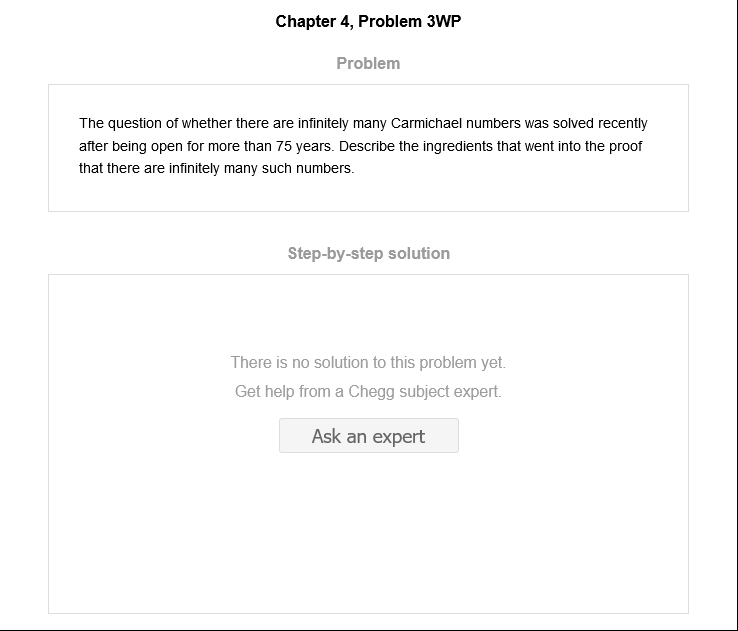 Chapter 4, Problem 3WP
Problem
The question of whether there are infinitely many Carmichael numbers was solved recently
after being open for more than 75 years. Describe the ingredients that went into the proof
that there are infinitely many such numbers.
Step-by-step solution
There is no solution to this problem yet.
Get help from a Chegg subject expert.
Ask an expert